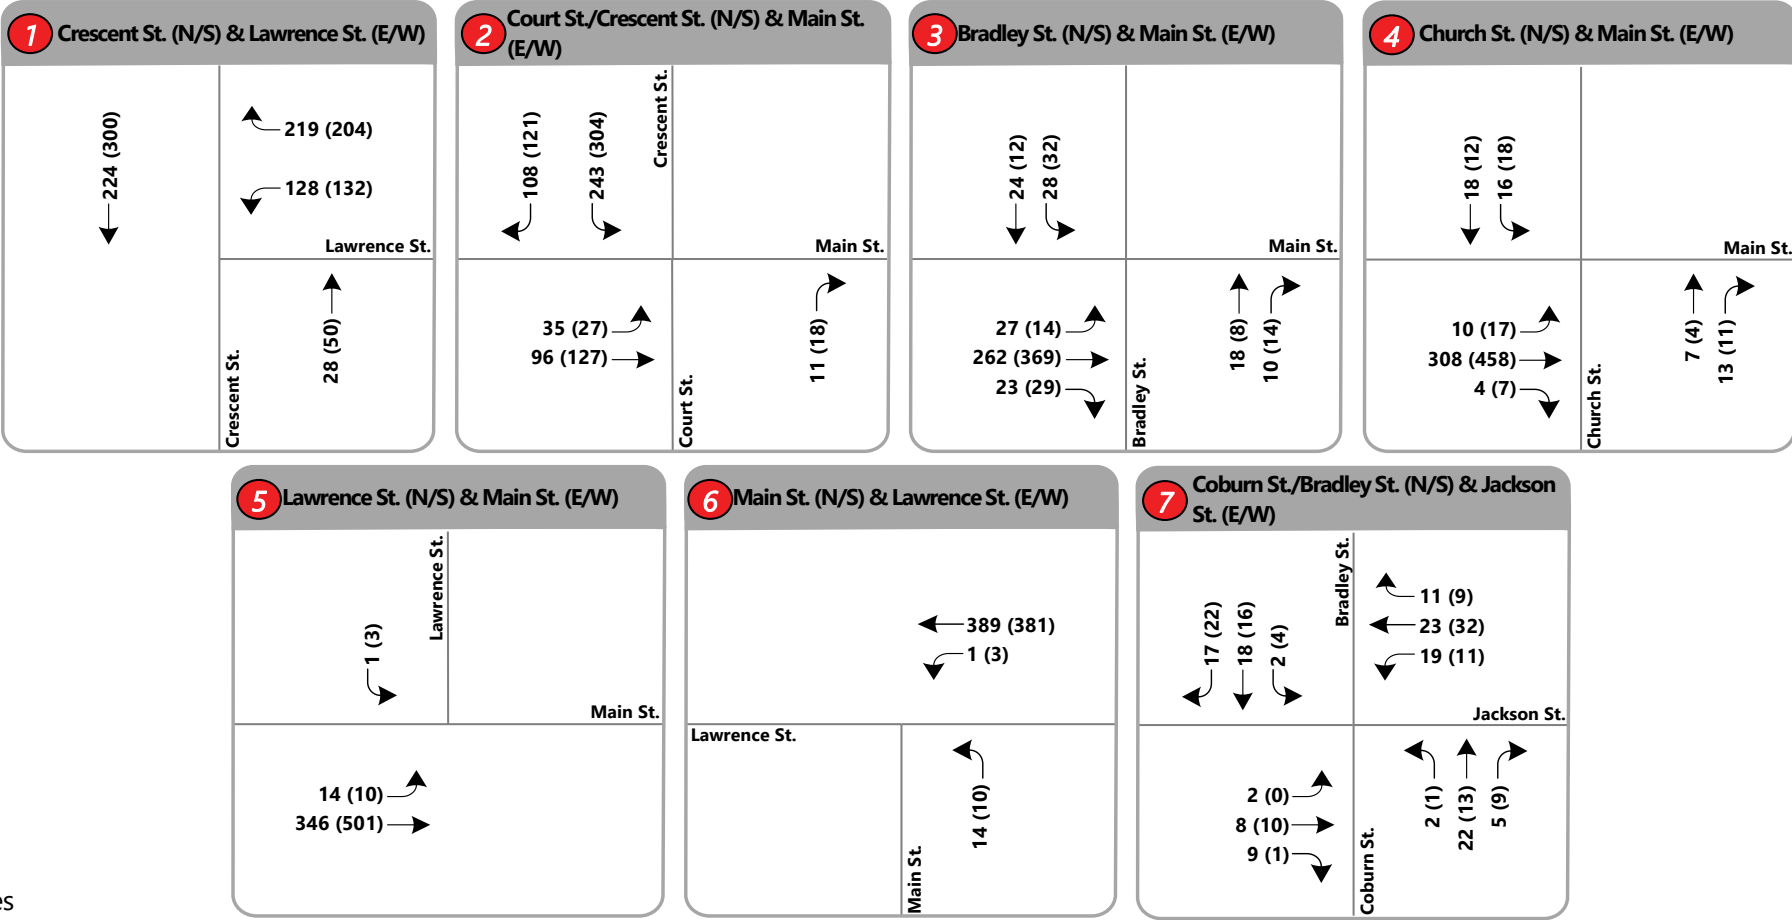 1 Crescent St. (N/S) & Lawrence St. (E/W)
224 (300)
219 (204)
128 (132)
Lawrence St.
Crescent St.
28 (50)
2 Court St./Crescent St. (N/S) & Main St.
(E/W)
108 (121)
243 (304)
Crescent St.
Main St.
35 (27)
96 (127)
Court St.
11 (18)
3 Bradley St. (N/S) & Main St. (E/W)
24 (12)
28 (32)
Main St.
27 (14)
262 (369)
23 (29)
Bradley St.
18 (8)
10 (14)
4 Church St. (N/S) & Main St. (E/W)
18 (12)
16 (18)
Main St.
10 (17)
308 (458)
4 (7)
Church St.
7 (4)
13 (11)
5 Lawrence St. (N/S) & Main St. (E/W)
1 (3)
Lawrence St.
Main St.
14 (10)
346 (501)
6 Main St. (N/S) & Lawrence St. (E/W)
389 (381)
1 (3)
Lawrence St.
Main St.
14 (10)
7 Coburn St./Bradley St. (N/S) & Jackson
St. (E/W)
17 (22)
18 (16)
2 (4)
Bradley St.
11 (9)
23 (32)
19 (11)
Jackson St.
2 (0)
8 (10)
9 (1)
Coburn St.
2 (1)
22 (13)
5 (9)
es